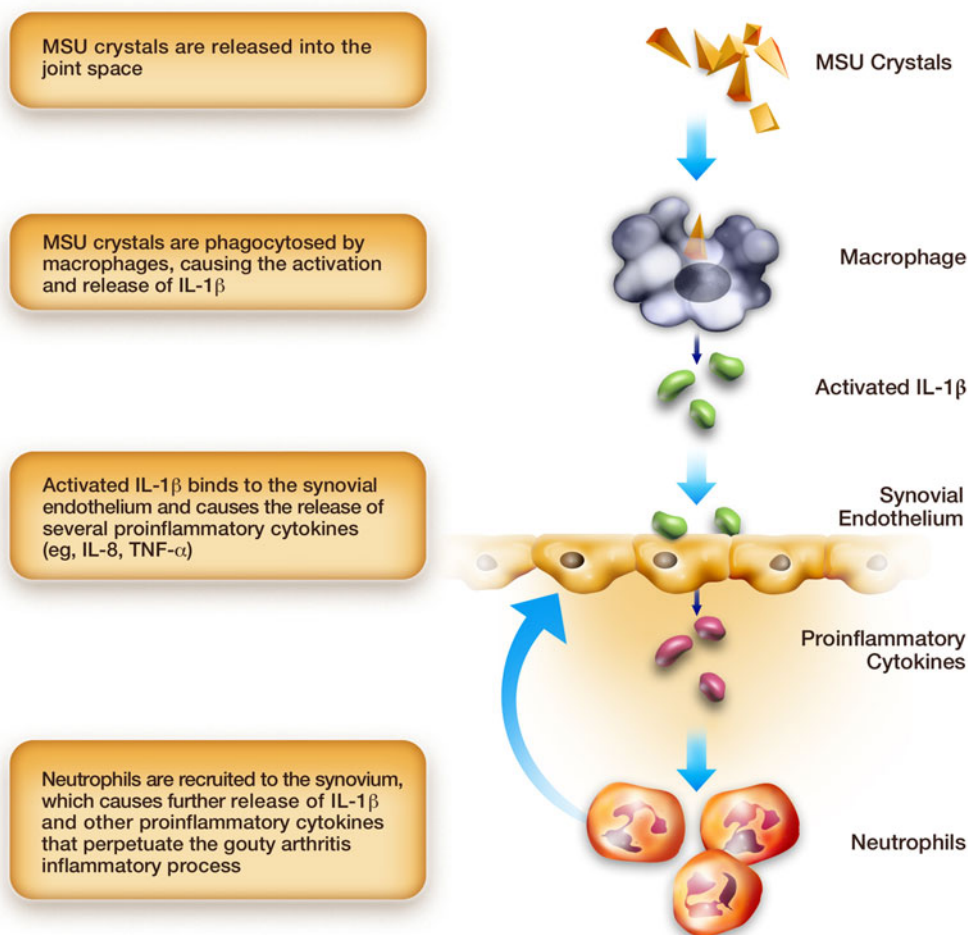 MSU crystals are released into the
joint space
MSU Crystals
MSU crystals are phagocytosed by
macrophages, causing the activation
and release of IL-1β
Macrophage
Activated IL-1β
Activated IL-1β binds to the synovial
endothelium and causes the release of
several proinflammatory cytokines
(eg, IL-8, TNF-α)
Synovial
Endothelium
Proinflammatory
Cytokines
Neutrophils are recruited to the synovium,
which causes further release of IL-1β
and other proinflammatory cytokines
that perpetuate the gouty arthritis
inflammatory process
Neutrophils